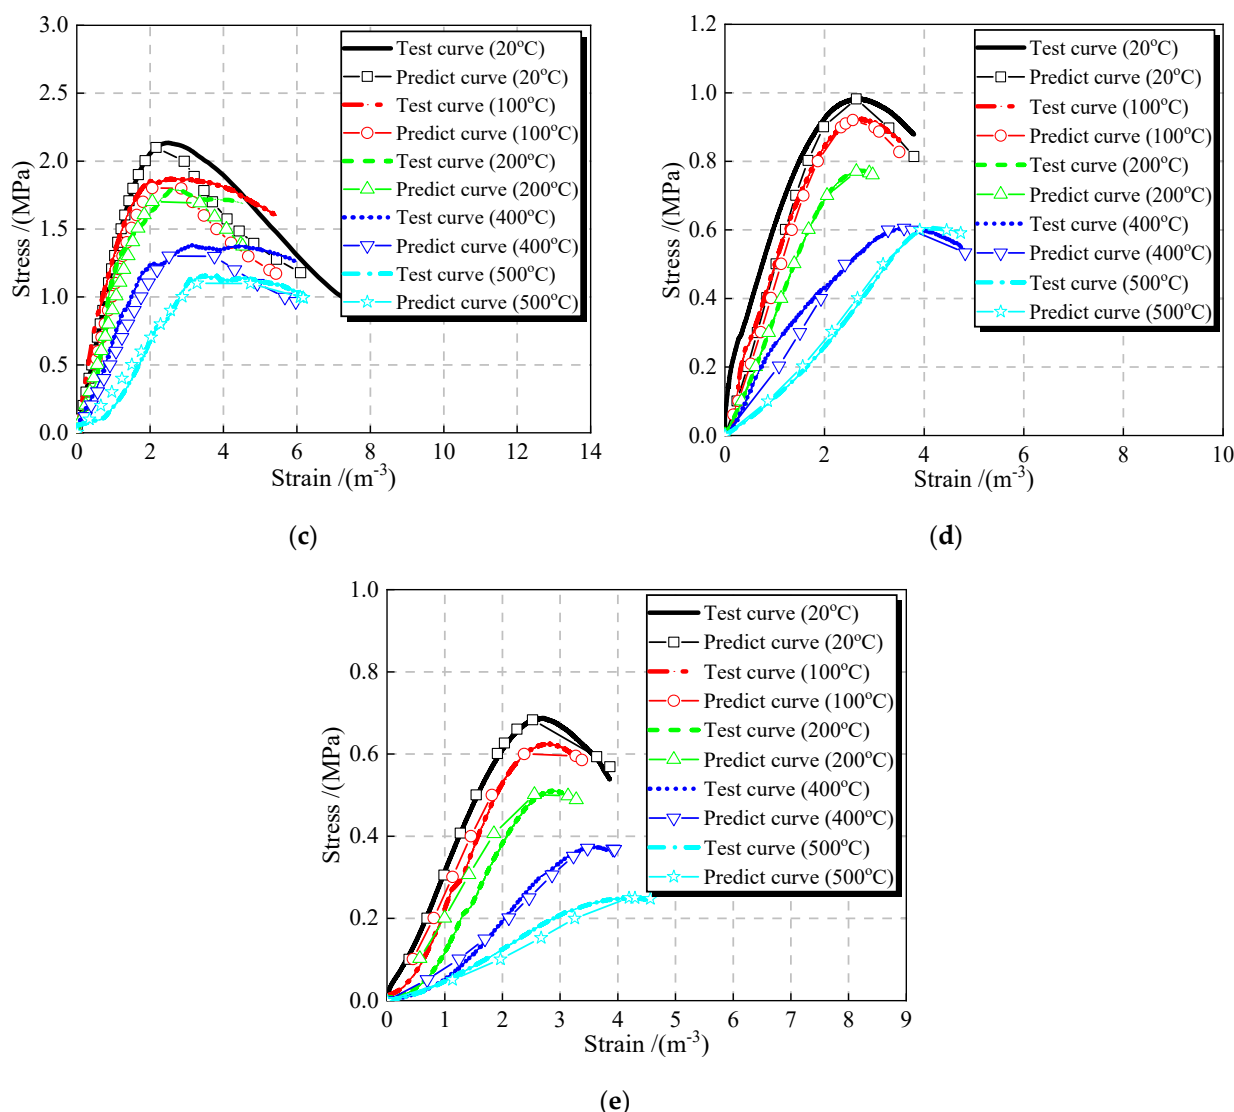 3.0
2.5
2.0
1.5
1.0
0.5
0.0
Stress /(MPa)
0 2 4 6 8 10 12 14
Strain /(m⁻³)
Test curve (20°C)
Predict curve (20°C)
Test curve (100°C)
Predict curve (100°C)
Test curve (200°C)
Predict curve (200°C)
Test curve (400°C)
Predict curve (400°C)
Test curve (500°C)
Predict curve (500°C)
(c)
1.2
1.0
0.8
0.6
0.4
0.2
0.0
Stress /(MPa)
0 2 4 6 8 10
Strain /(m⁻³)
Test curve (20°C)
Predict curve (20°C)
Test curve (100°C)
Predict curve (100°C)
Test curve (200°C)
Predict curve (200°C)
Test curve (400°C)
Predict curve (400°C)
Test curve (500°C)
Predict curve (500°C)
(d)
1.0
0.8
0.6
0.4
0.2
0.0
Stress /(MPa)
0 1 2 3 4 5 6 7 8 9
Strain /(m⁻³)
Test curve (20°C)
Predict curve (20°C)
Test curve (100°C)
Predict curve (100°C)
Test curve (200°C)
Predict curve (200°C)
Test curve (400°C)
Predict curve (400°C)
Test curve (500°C)
Predict curve (500°C)
(e)